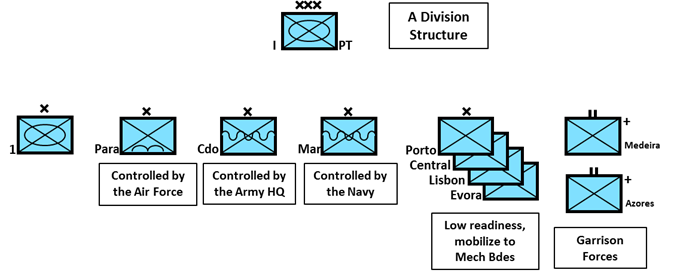 XXX
A Division
Structure
I PT
X X X X X II +
1 Para Cdo Mar Porto Medeira
Central
Lisbon
Evora
II +
Azores
Controlled by
the Air Force
Controlled by
the Army HQ
Controlled by
the Navy
Low readiness,
mobilize to
Mech Bdes
Garrison
Forces